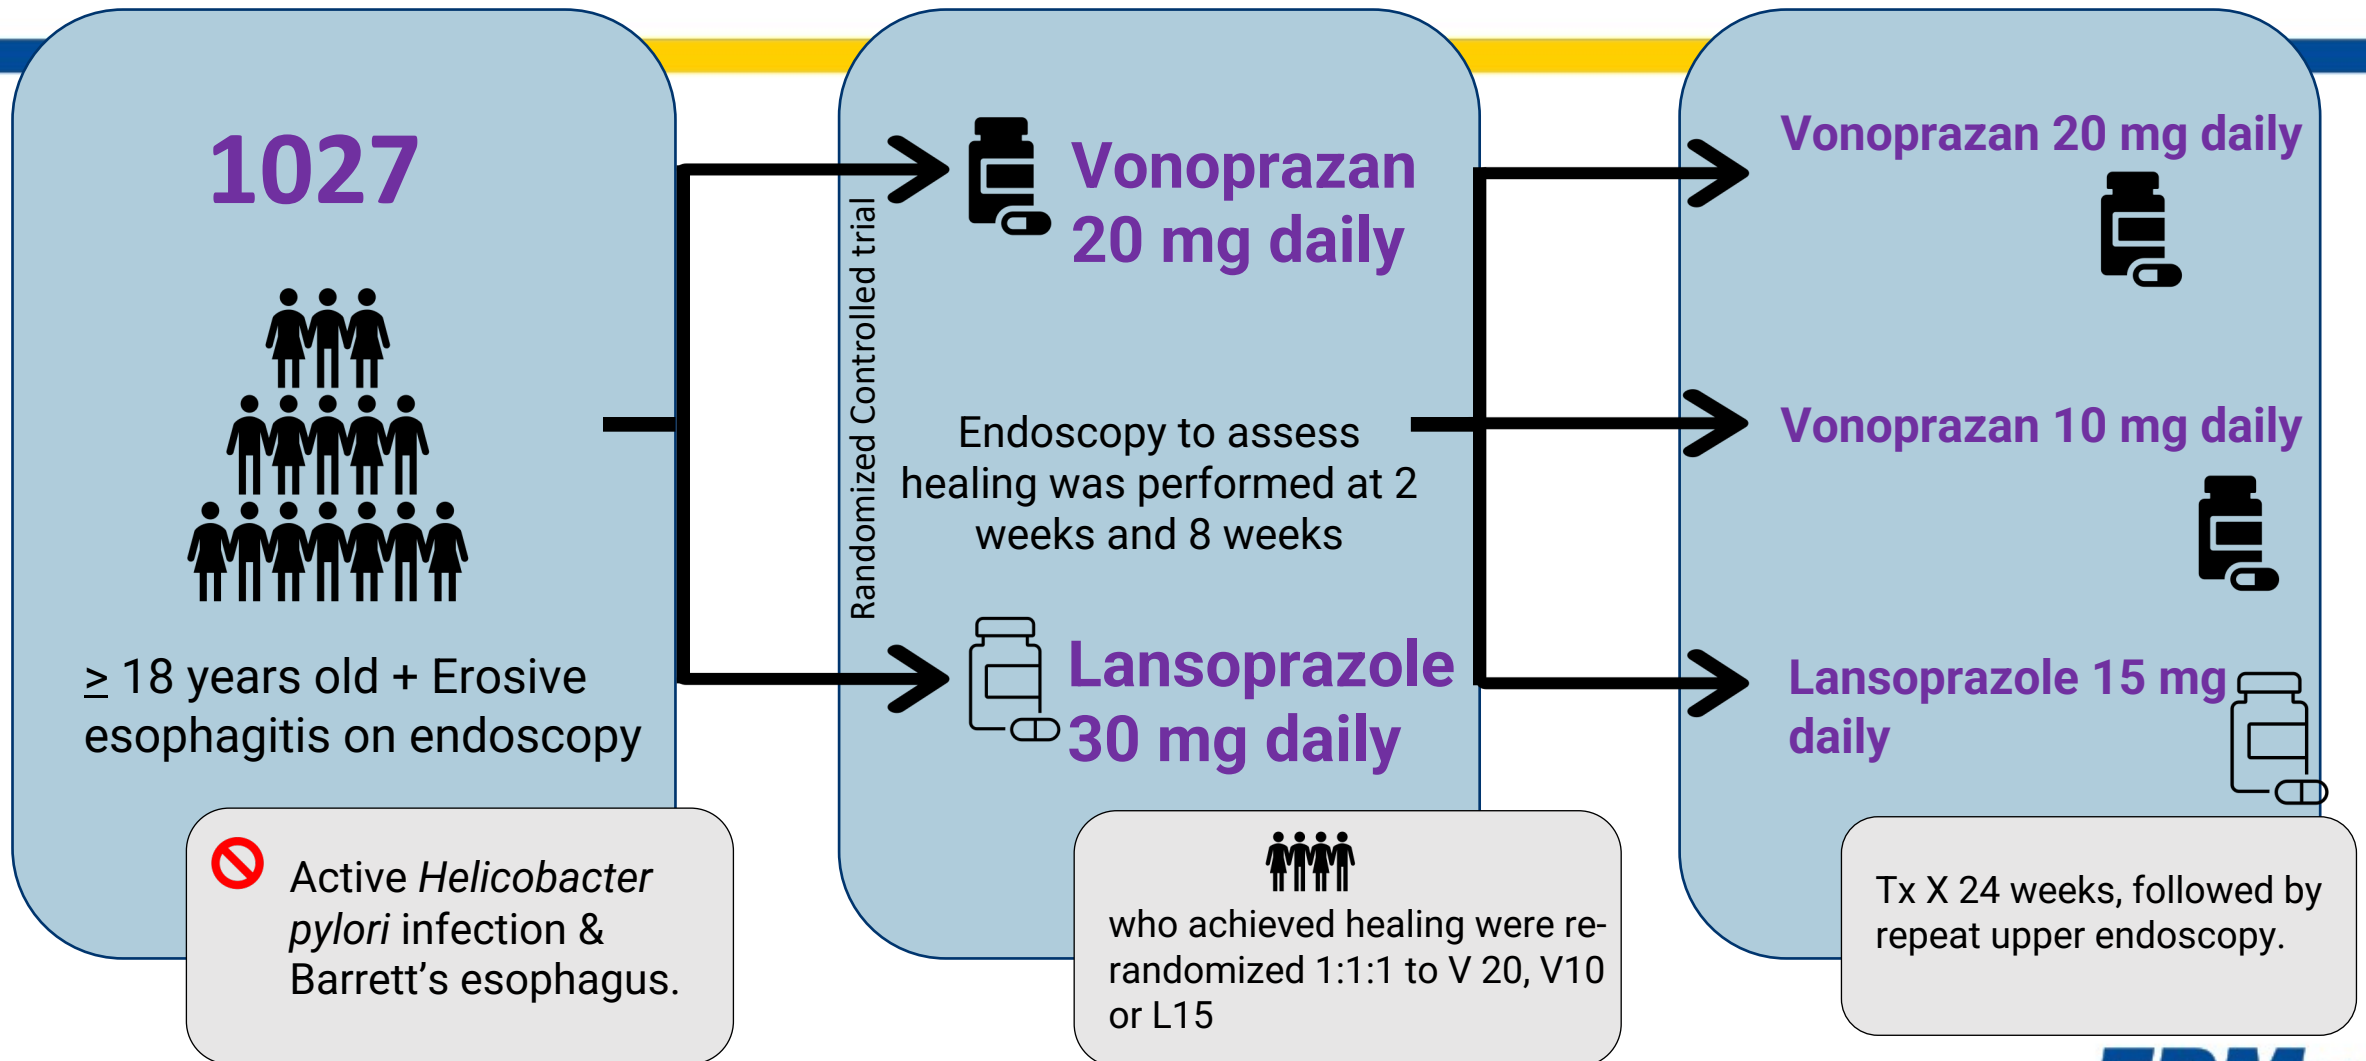 1027
≥ 18 years old + Erosive
esophagitis on endoscopy
Active Helicobacter
pylori infection &
Barrett’s esophagus.
Randomized Controlled trial
Vonoprazan
20 mg daily
Endoscopy to assess
healing was performed at 2
weeks and 8 weeks
Lansoprazole
30 mg daily
who achieved healing were re-
randomized 1:1:1 to V 20, V10
or L15
Vonoprazan 20 mg daily
Vonoprazan 10 mg daily
Lansoprazole 15 mg
daily
Tx X 24 weeks, followed by
repeat upper endoscopy.